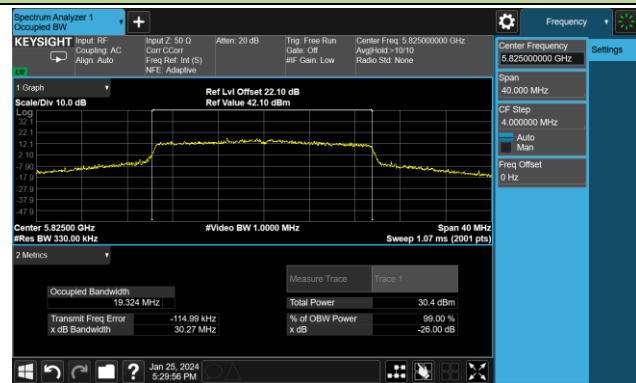 Spectrum Analyzer 1
Occupied BW
Frequency
KEYSIGHT
Input: RF
Coupling: AC
Align: Auto
Input Z: 50 Ω
Corr CCorr
Freq Ref: Int (S)
NFE: Adaptive
Atten: 20 dB
Trig: Free Run
Gate: Off
#IF Gain: Low
Center Freq: 5.825000000 GHz
Avg|Hold:>10/10
Radio Std: None
Center Frequency
5.825000000 GHz
Settings
Span
40.000 MHz
CF Step
4.000000 MHz
Auto
Man
Freq Offset
0 Hz
1 Graph
Scale/Div 10.0 dB
Ref Lvl Offset 22.10 dB
Ref Value 42.10 dBm
Log
32.1
22.1
12.1
2.10
-7.90
-17.9
-27.9
-37.9
-47.9
Center 5.82500 GHz
#Video BW 1.0000 MHz
Span 40 MHz
#Res BW 330.00 kHz
Sweep 1.07 ms (2001 pts)
2 Metrics
Measure Trace
Trace 1
Occupied Bandwidth
19.324 MHz
Total Power
30.4 dBm
Transmit Freq Error
-114.99 kHz
% of OBW Power
99.00 %
x dB Bandwidth
30.27 MHz
x dB
-26.00 dB
Jan 25, 2024
5:29:56 PM